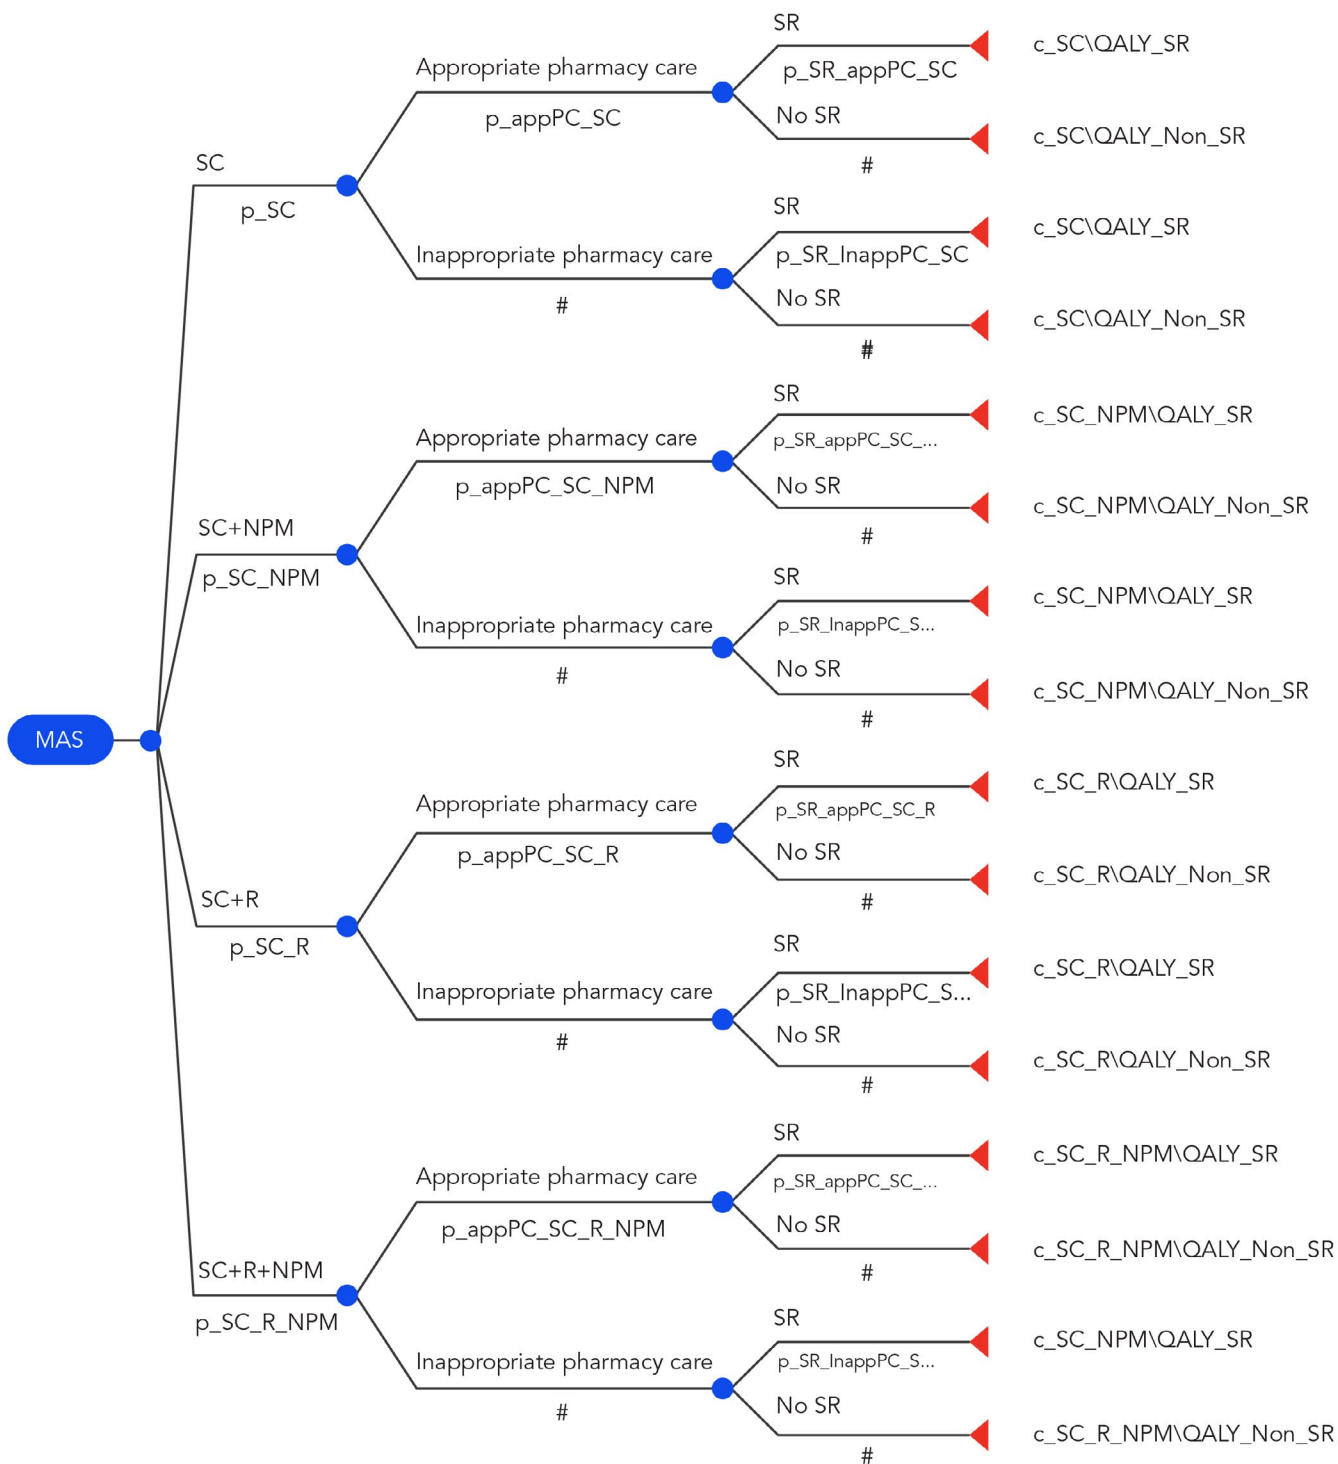 MAS
SC
p_SC
Appropriate pharmacy care
p_appPC_SC
SR
p_SR_appPC_SC
c_SC\QALY_SR
No SR
#
c_SC\QALY_Non_SR
Inappropriate pharmacy care
#
SR
p_SR_InappPC_SC
c_SC\QALY_SR
No SR
#
c_SC\QALY_Non_SR
SC+NPM
p_SC_NPM
Appropriate pharmacy care
p_appPC_SC_NPM
SR
p_SR_appPC_SC_...
c_SC_NPM\QALY_SR
No SR
#
c_SC_NPM\QALY_Non_SR
Inappropriate pharmacy care
#
SR
p_SR_InappPC_S...
c_SC_NPM\QALY_SR
No SR
#
c_SC_NPM\QALY_Non_SR
SC+R
p_SC_R
Appropriate pharmacy care
p_appPC_SC_R
SR
p_SR_appPC_SC_R
c_SC_R\QALY_SR
No SR
#
c_SC_R\QALY_Non_SR
Inappropriate pharmacy care
#
SR
p_SR_InappPC_S...
c_SC_R\QALY_SR
No SR
#
c_SC_R\QALY_Non_SR
SC+R+NPM
p_SC_R_NPM
Appropriate pharmacy care
p_appPC_SC_R_NPM
SR
p_SR_appPC_SC_...
c_SC_R_NPM\QALY_SR
No SR
#
c_SC_R_NPM\QALY_Non_SR
Inappropriate pharmacy care
#
SR
p_SR_InappPC_S...
c_SC_NPM\QALY_SR
No SR
#
c_SC_R_NPM\QALY_Non_SR